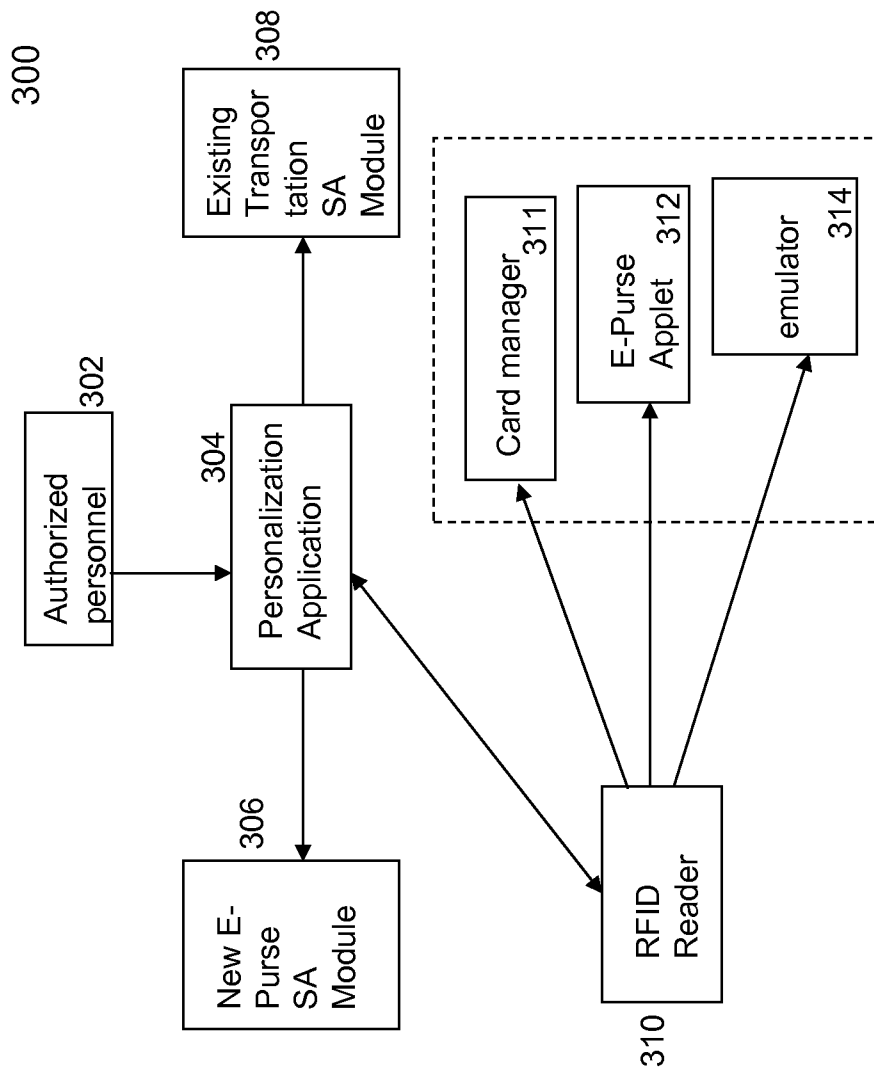 300
Authorized
personnel
302
304
Personalization
Application
306
New E-
Purse
SA
Module
308
Existing
Transpor
tation
SA
Module
310
RFID
Reader
Card manager
311
E-Purse
Applet
312
emulator
314